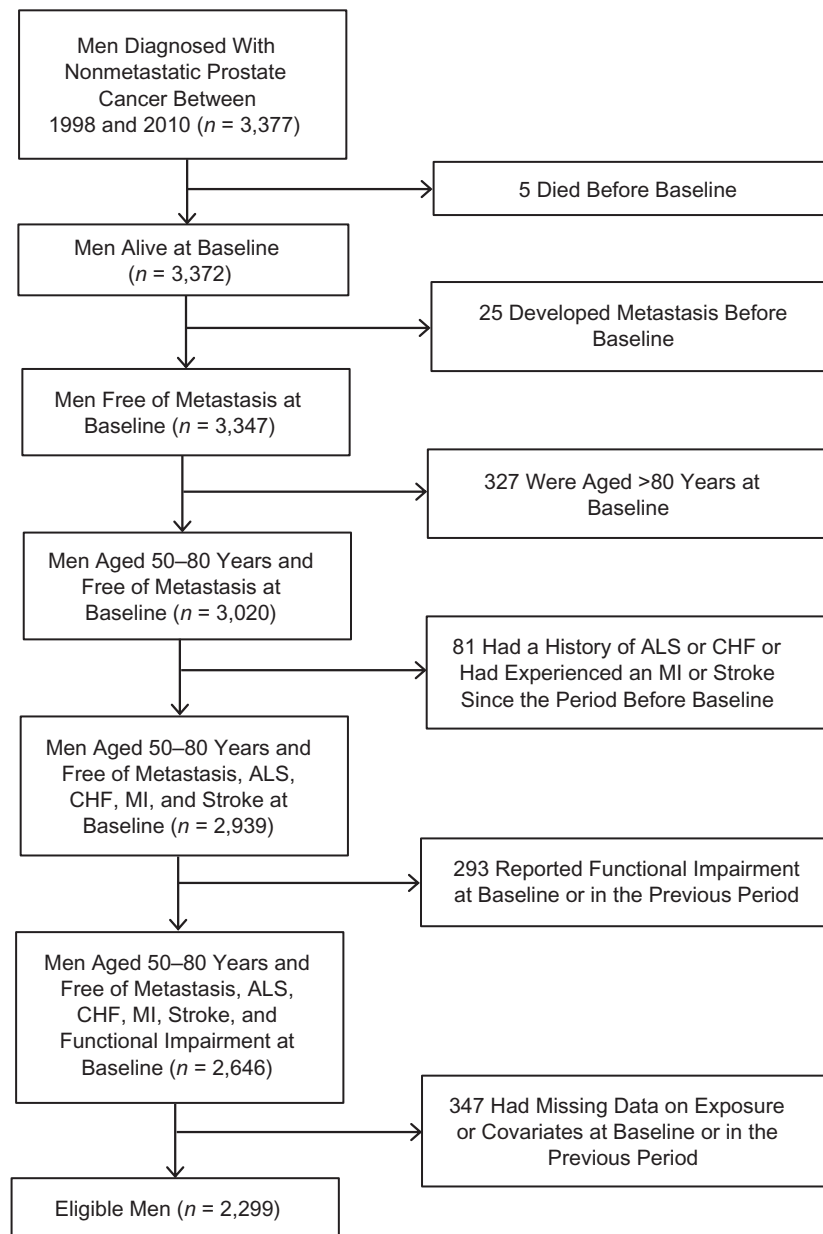 Men Diagnosed With
Nonmetastatic Prostate
Cancer Between
1998 and 2010 (n = 3,377)
5 Died Before Baseline
Men Alive at Baseline
(n = 3,372)
25 Developed Metastasis Before
Baseline
Men Free of Metastasis at
Baseline (n = 3,347)
327 Were Aged >80 Years at
Baseline
Men Aged 50–80 Years and
Free of Metastasis at
Baseline (n = 3,020)
81 Had a History of ALS or CHF or
Had Experienced an MI or Stroke
Since the Period Before Baseline
Men Aged 50–80 Years and
Free of Metastasis, ALS,
CHF, MI, and Stroke at
Baseline (n = 2,939)
293 Reported Functional Impairment
at Baseline or in the Previous Period
Men Aged 50–80 Years and
Free of Metastasis, ALS,
CHF, MI, Stroke, and
Functional Impairment at
Baseline (n = 2,646)
347 Had Missing Data on Exposure
or Covariates at Baseline or in the
Previous Period
Eligible Men (n = 2,299)